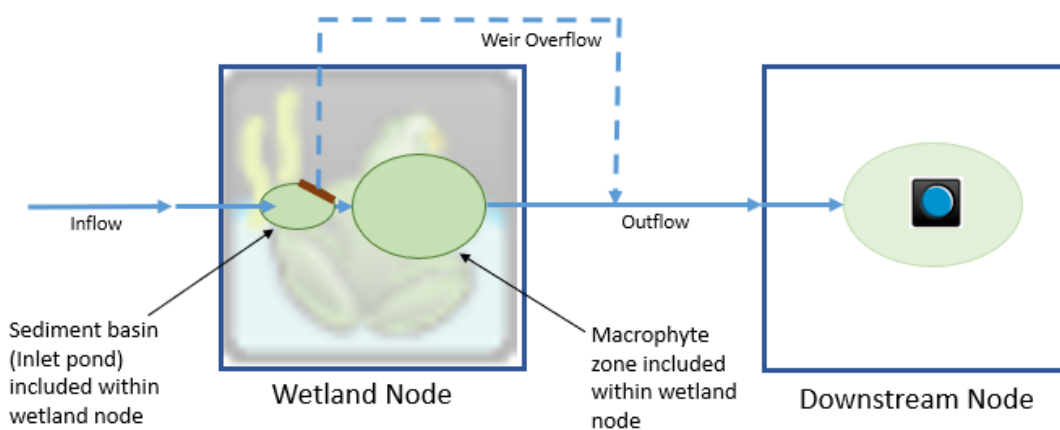 Weir Overflow
Inflow
Outflow
Sediment basin
(Inlet pond)
included within
wetland node
Wetland Node
Macrophyte
zone included
within wetland
node
Downstream Node